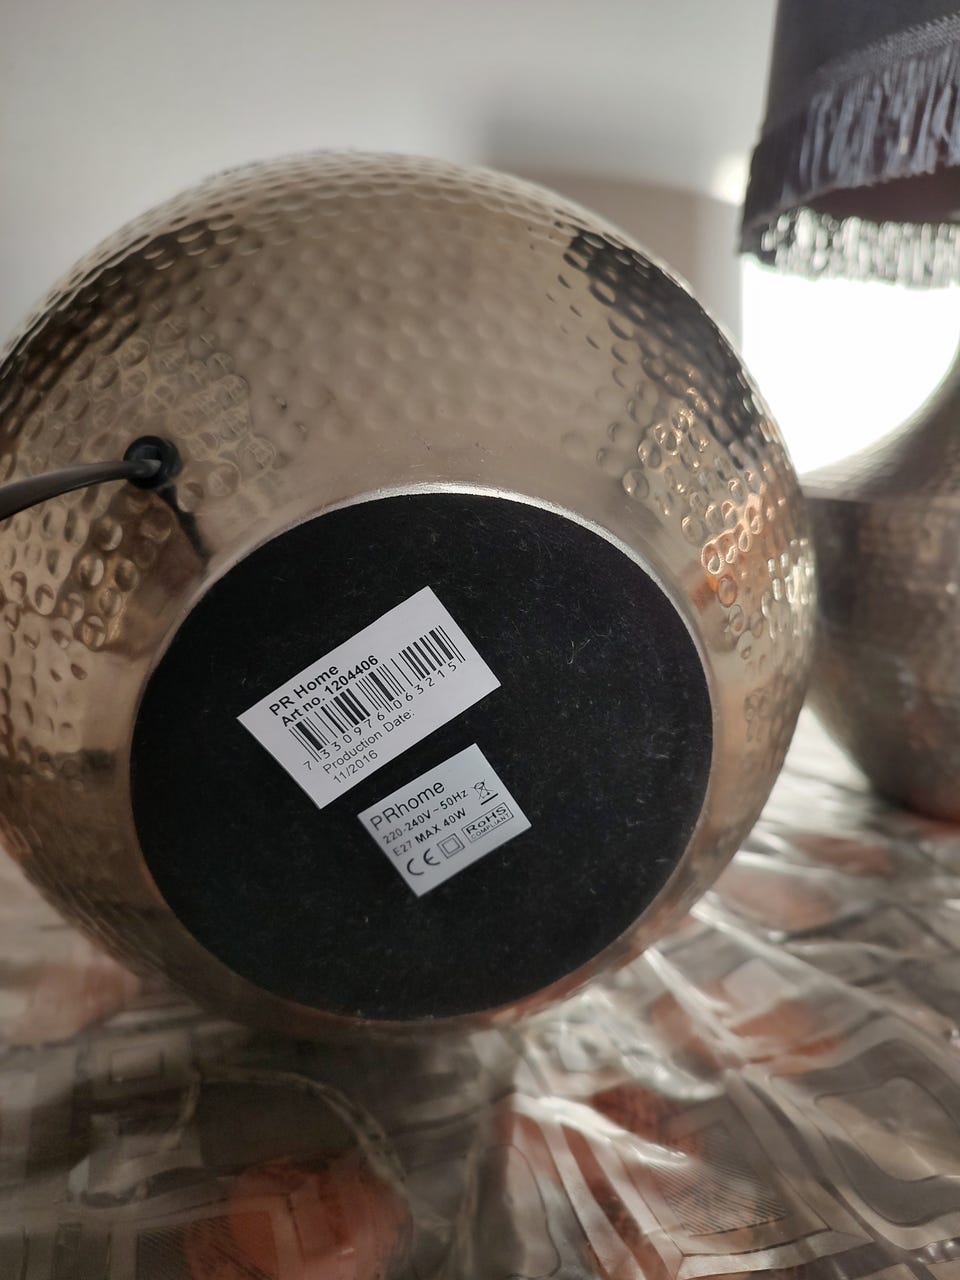 PR Home
Art no. 1204406
7 330976 063215
Production Date:
11/2016
PRhome
220-240V~50Hz
E27 MAX 40W
CE
RoHS
COMPLIANT